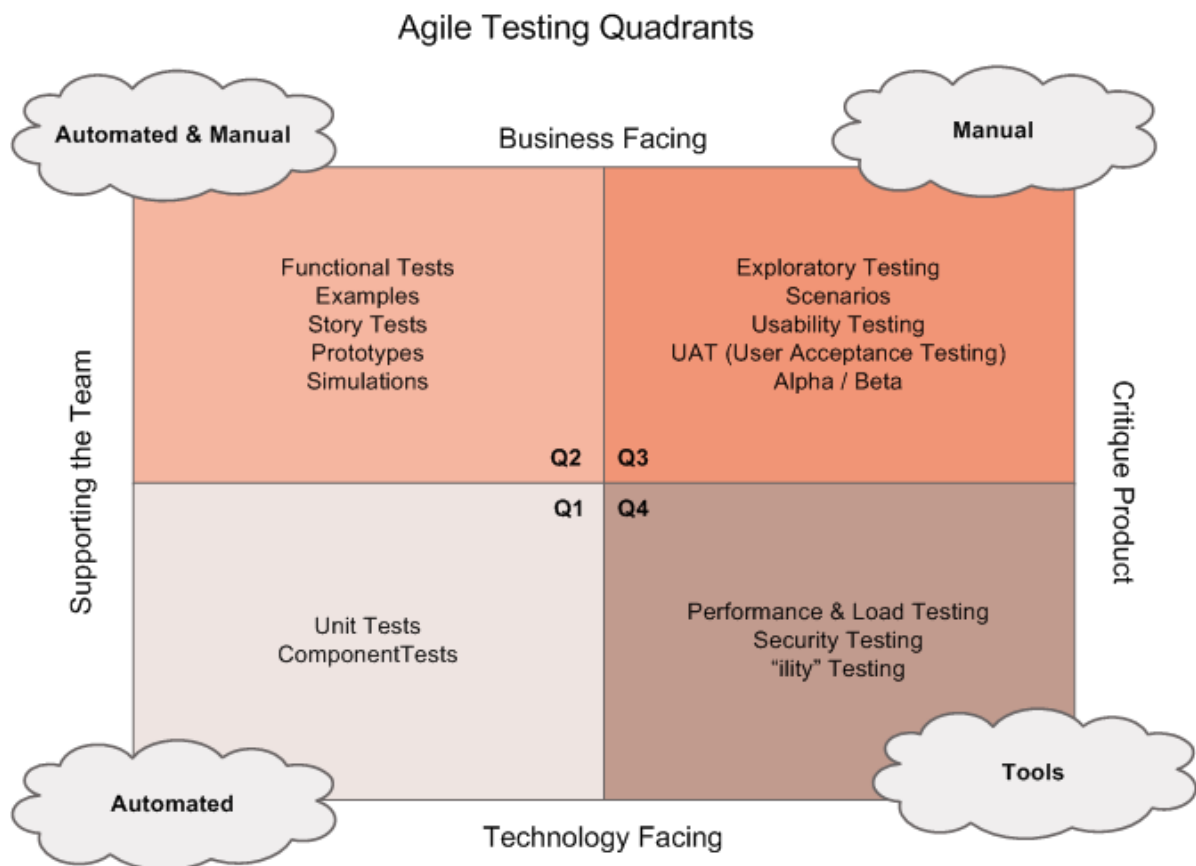 Agile Testing Quadrants
Automated & Manual
Business Facing
Manual
Functional Tests
Examples
Story Tests
Prototypes
Simulations
Q2
Exploratory Testing
Scenarios
Usability Testing
UAT (User Acceptance Testing)
Alpha / Beta
Q3
Supporting the Team
Critique Product
Q1
Unit Tests
ComponentTests
Q4
Performance & Load Testing
Security Testing
“ility” Testing
Automated
Technology Facing
Tools